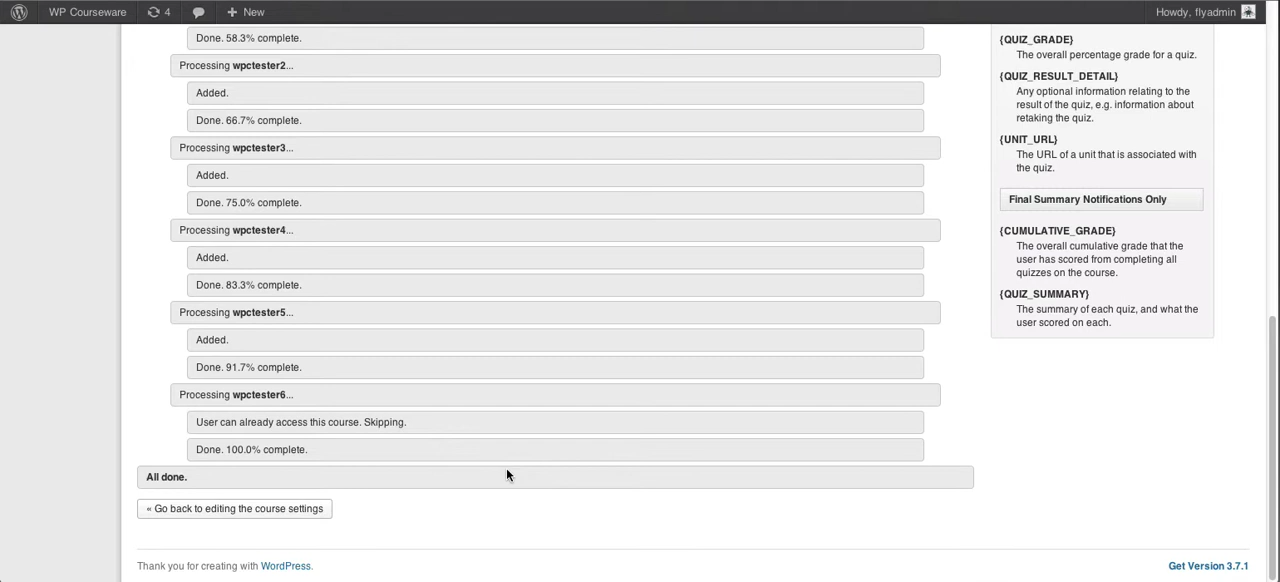 WP Courseware 4 New Howdy, flyadmin
Done. 58.3% complete.
Processing wpctester2...
Added.
Done. 66.7% complete.
Processing wpctester3...
Added.
Done. 75.0% complete.
Processing wpctester4...
Added.
Done. 83.3% complete.
Processing wpctester5...
Added.
Done. 91.7% complete.
Processing wpctester6...
User can already access this course. Skipping.
Done. 100.0% complete.
All done.
« Go back to editing the course settings
{QUIZ_GRADE}
The overall percentage grade for a quiz.
{QUIZ_RESULT_DETAIL}
Any optional information relating to the
result of the quiz, e.g. information about
retaking the quiz.
{UNIT_URL}
The URL of a unit that is associated with
the quiz.
Final Summary Notifications Only
{CUMULATIVE_GRADE}
The overall cumulative grade that the
user has scored from completing all
quizzes on the course.
{QUIZ_SUMMARY}
The summary of each quiz, and what the
user scored on each.
Thank you for creating with WordPress. Get Version 3.7.1